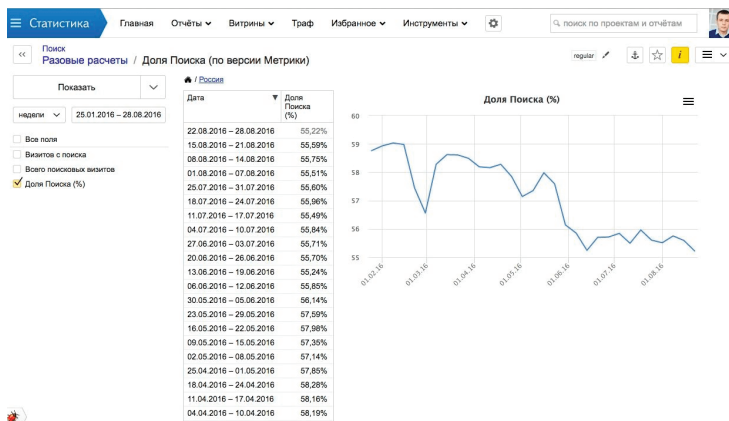 Статистика
Главная
Отчёты
Витрины
Траф
Избранное
Инструменты
поиск по проектам и отчётам
Поиск
Разовые расчеты / Доля Поиска (по версии Метрики)
regular
i
Показать
недели
25.01.2016 – 28.08.2016
Все поля
Визитов с поиска
Всего поисковых визитов
Доля Поиска (%)
/ Россия
Дата ▼ Доля
Поиска
(%)
22.08.2016 – 28.08.2016 55,22%
15.08.2016 – 21.08.2016 55,59%
08.08.2016 – 14.08.2016 55,75%
01.08.2016 – 07.08.2016 55,51%
25.07.2016 – 31.07.2016 55,60%
18.07.2016 – 24.07.2016 55,96%
11.07.2016 – 17.07.2016 55,49%
04.07.2016 – 10.07.2016 55,84%
27.06.2016 – 03.07.2016 55,71%
20.06.2016 – 26.06.2016 55,70%
13.06.2016 – 19.06.2016 55,24%
06.06.2016 – 12.06.2016 55,85%
30.05.2016 – 05.06.2016 56,14%
23.05.2016 – 29.05.2016 57,59%
16.05.2016 – 22.05.2016 57,98%
09.05.2016 – 15.05.2016 57,35%
02.05.2016 – 08.05.2016 57,14%
25.04.2016 – 01.05.2016 57,85%
18.04.2016 – 24.04.2016 58,28%
11.04.2016 – 17.04.2016 58,16%
04.04.2016 – 10.04.2016 58,19%
Доля Поиска (%)
60
59
58
57
56
55
01.02.16
01.03.16
01.04.16
01.05.16
01.06.16
01.07.16
01.08.16